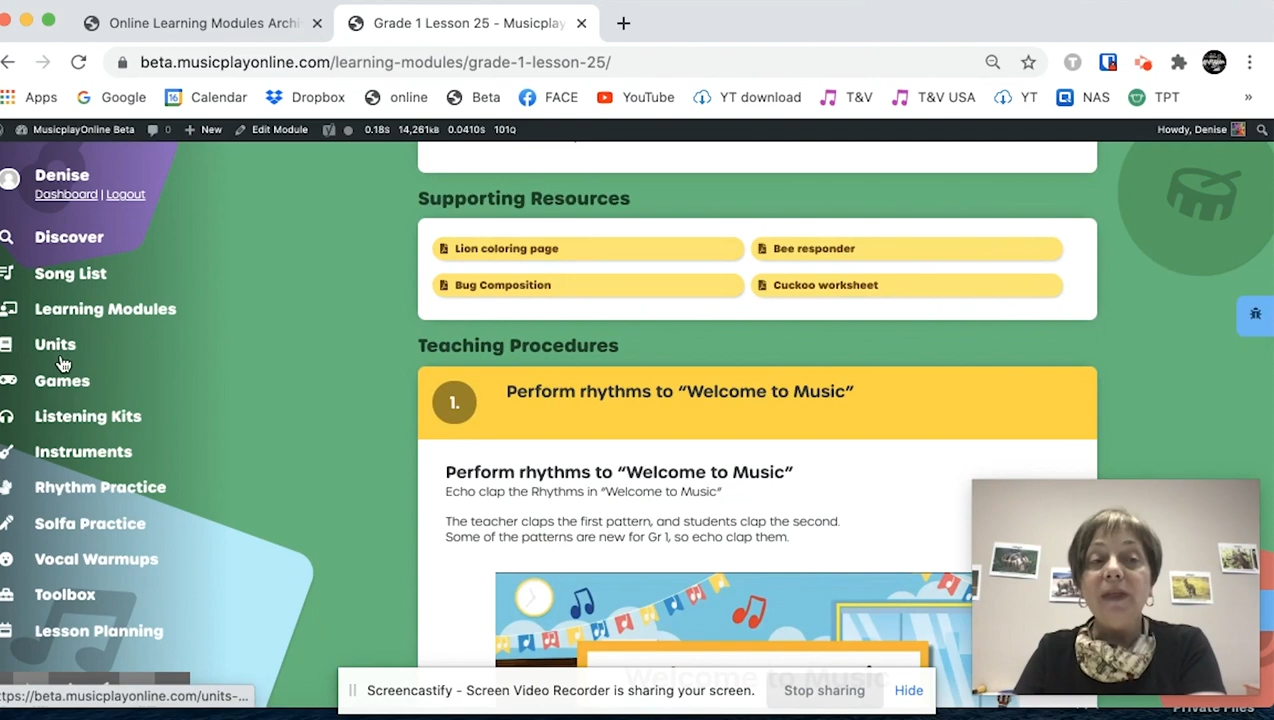 Online Learning Modules Archi
Grade 1 Lesson 25 - Musicplay
beta.musicplayonline.com/learning-modules/grade-1-lesson-25/
T
Apps Google 16 Calendar Dropbox online Beta FACE YouTube YT download T&V T&V USA YT NAS TPT »
MusicplayOnline Beta 0 + New Edit Module 0.18s 14,261kB 0.0410s 101Q Howdy, Denise
Denise
Dashboard | Logout
Discover
Song List
Learning Modules
Units
Games
Listening Kits
Instruments
Rhythm Practice
Solfa Practice
Vocal Warmups
Toolbox
Lesson Planning
ttps://beta.musicplayonline.com/units-...
Supporting Resources
Lion coloring page
Bee responder
Bug Composition
Cuckoo worksheet
Teaching Procedures
1. Perform rhythms to “Welcome to Music”
Perform rhythms to “Welcome to Music”
Echo clap the Rhythms in “Welcome to Music”
The teacher claps the first pattern, and students clap the second.
Some of the patterns are new for Gr 1, so echo clap them.
Screencastify - Screen Video Recorder is sharing your screen. Stop sharing Hide
Private Files